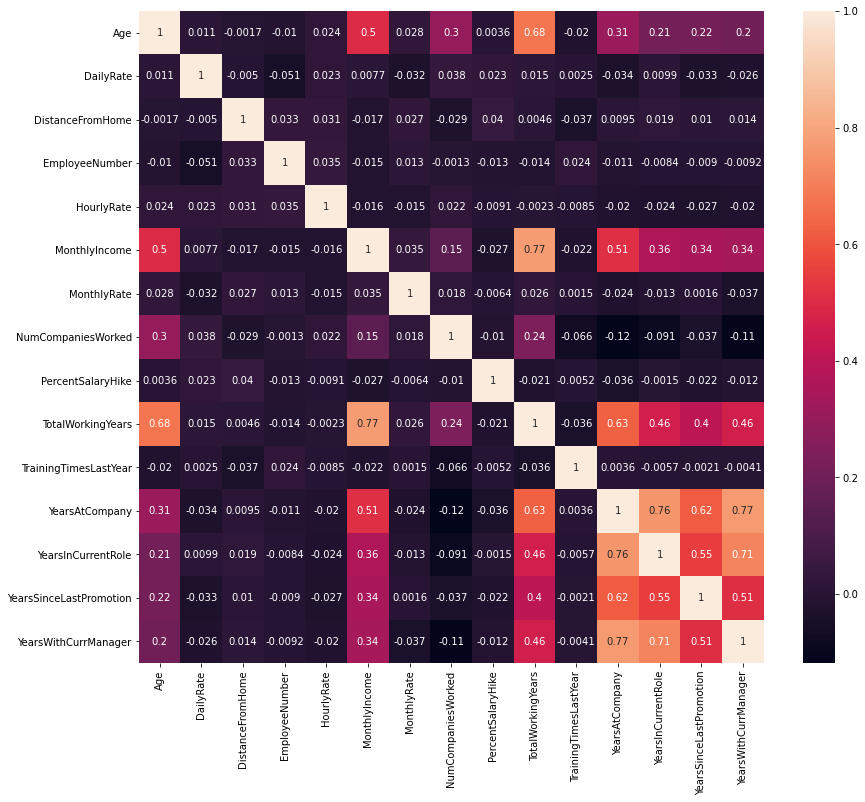 Age 1 0.011 -0.0017 -0.01 0.024 0.5 0.028 0.3 0.0036 0.68 -0.02 0.31 0.21 0.22 0.2
DailyRate 0.011 1 -0.005 -0.051 0.023 0.0077 -0.032 0.038 0.023 0.015 0.0025 -0.034 0.0099 -0.033 -0.026
DistanceFromHome -0.0017 -0.005 1 0.033 0.031 -0.017 0.027 -0.029 0.04 0.0046 -0.037 0.0095 0.019 0.01 0.014
EmployeeNumber -0.01 -0.051 0.033 1 0.035 -0.015 0.013 -0.0013 -0.013 -0.014 0.024 -0.011 -0.0084 -0.009 -0.0092
HourlyRate 0.024 0.023 0.031 0.035 1 -0.016 -0.015 0.022 -0.0091 -0.0023 -0.0085 -0.02 -0.024 -0.027 -0.02
MonthlyIncome 0.5 0.0077 -0.017 -0.015 -0.016 1 0.035 0.15 -0.027 0.77 -0.022 0.51 0.36 0.34 0.34
MonthlyRate 0.028 -0.032 0.027 0.013 -0.015 0.035 1 0.018 -0.0064 0.026 0.0015 -0.024 -0.013 0.0016 -0.037
NumCompaniesWorked 0.3 0.038 -0.029 -0.0013 0.022 0.15 0.018 1 -0.01 0.24 -0.066 -0.12 -0.091 -0.037 -0.11
PercentSalaryHike 0.0036 0.023 0.04 -0.013 -0.0091 -0.027 -0.0064 -0.01 1 -0.021 -0.0052 -0.036 -0.0015 -0.022 -0.012
TotalWorkingYears 0.68 0.015 0.0046 -0.014 -0.0023 0.77 0.026 0.24 -0.021 1 -0.036 0.63 0.46 0.4 0.46
TrainingTimesLastYear -0.02 0.0025 -0.037 0.024 -0.0085 -0.022 0.0015 -0.066 -0.0052 -0.036 1 0.0036 -0.0057 -0.0021 -0.0041
YearsAtCompany 0.31 -0.034 0.0095 -0.011 -0.02 0.51 -0.024 -0.12 -0.036 0.63 0.0036 1 0.76 0.62 0.77
YearsInCurrentRole 0.21 0.0099 0.019 -0.0084 -0.024 0.36 -0.013 -0.091 -0.0015 0.46 -0.0057 0.76 1 0.55 0.71
YearsSinceLastPromotion 0.22 -0.033 0.01 -0.009 -0.027 0.34 0.0016 -0.037 -0.022 0.4 -0.0021 0.62 0.55 1 0.51
YearsWithCurrManager 0.2 -0.026 0.014 -0.0092 -0.02 0.34 -0.037 -0.11 -0.012 0.46 -0.0041 0.77 0.71 0.51 1
Age
DailyRate
DistanceFromHome
EmployeeNumber
HourlyRate
MonthlyIncome
MonthlyRate
NumCompaniesWorked
PercentSalaryHike
TotalWorkingYears
TrainingTimesLastYear
YearsAtCompany
YearsInCurrentRole
YearsSinceLastPromotion
YearsWithCurrManager
1.0
0.8
0.6
0.4
0.2
0.0